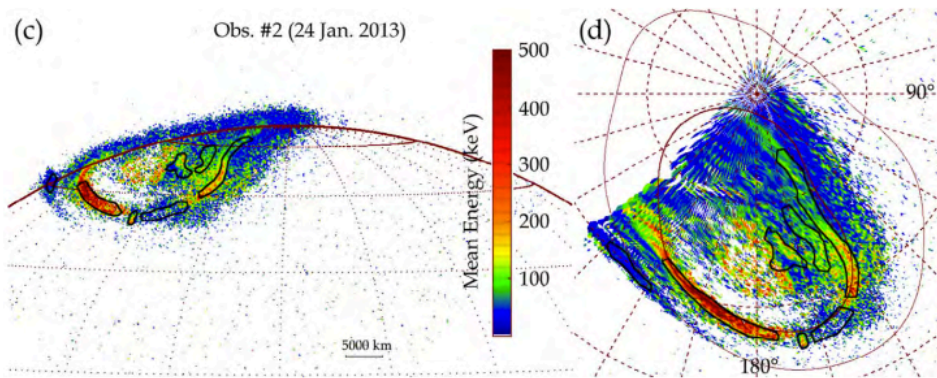 (c)
Obs. #2 (24 Jan. 2013)
500
400
300
200
100
Mean Energy (keV)
5000 km
(d)
90°
180°